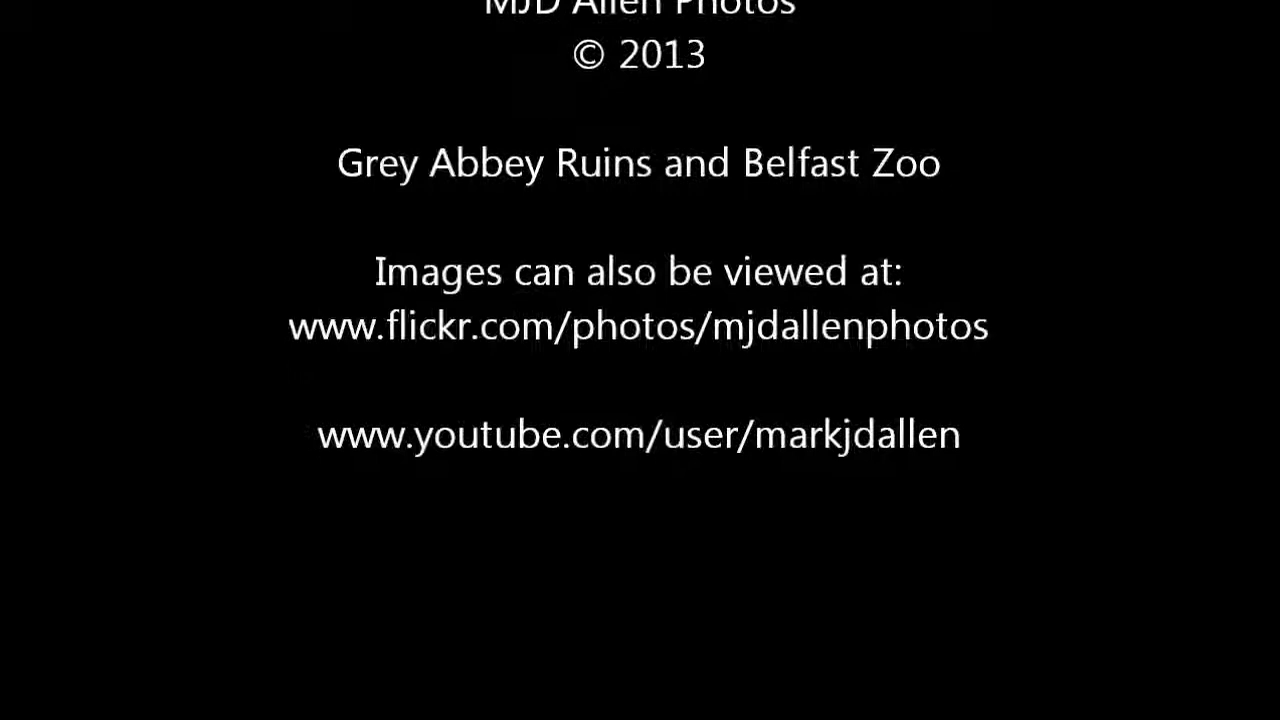 MJD Allen Photos
© 2013
Grey Abbey Ruins and Belfast Zoo
Images can also be viewed at:
www.flickr.com/photos/mjdallenphotos
www.youtube.com/user/markjdallen